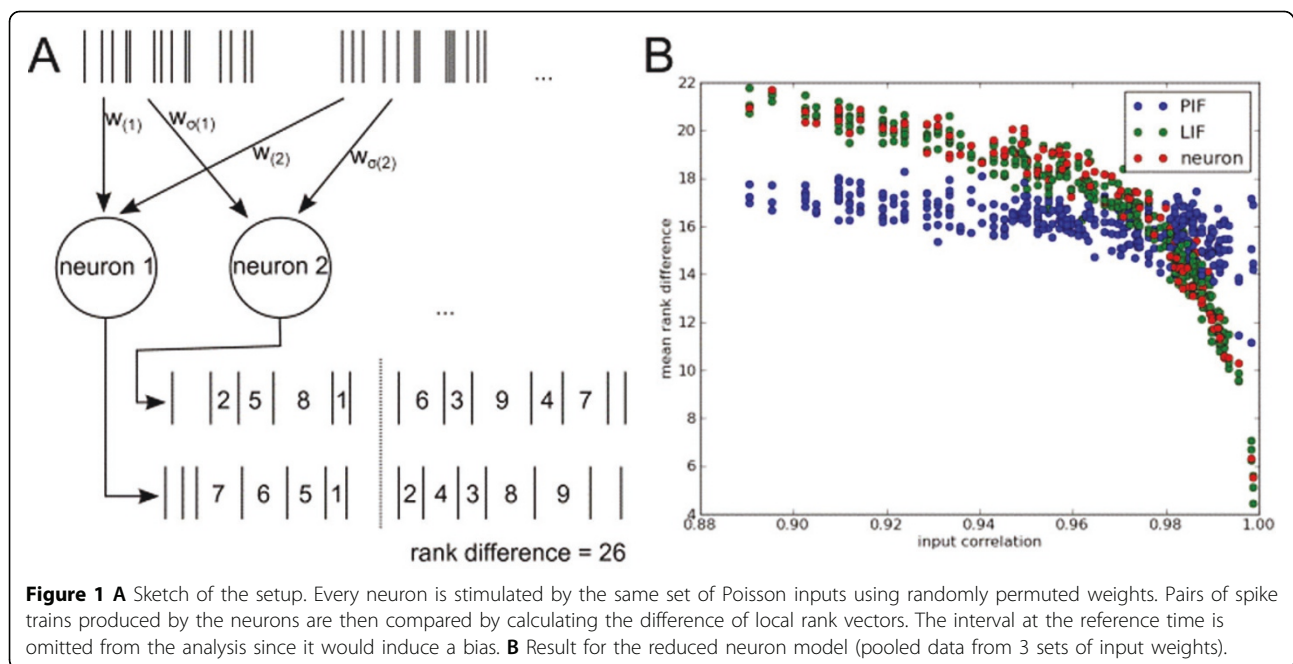 A
...
w(1)
wσ(1)
w(2)
wσ(2)
neuron 1
neuron 2
...
2 5 8 1 6 3 9 4 7
7 6 5 1 2 4 3 8 9
rank difference = 26
B
22
20
18
16
14
12
10
8
6
4
mean rank difference
0.88 0.90 0.92 0.94 0.96 0.98 1.00
input correlation
PIF
LIF
neuron
Figure 1 A Sketch of the setup. Every neuron is stimulated by the same set of Poisson inputs using randomly permuted weights. Pairs of spike
trains produced by the neurons are then compared by calculating the difference of local rank vectors. The interval at the reference time is
omitted from the analysis since it would induce a bias. B Result for the reduced neuron model (pooled data from 3 sets of input weights).